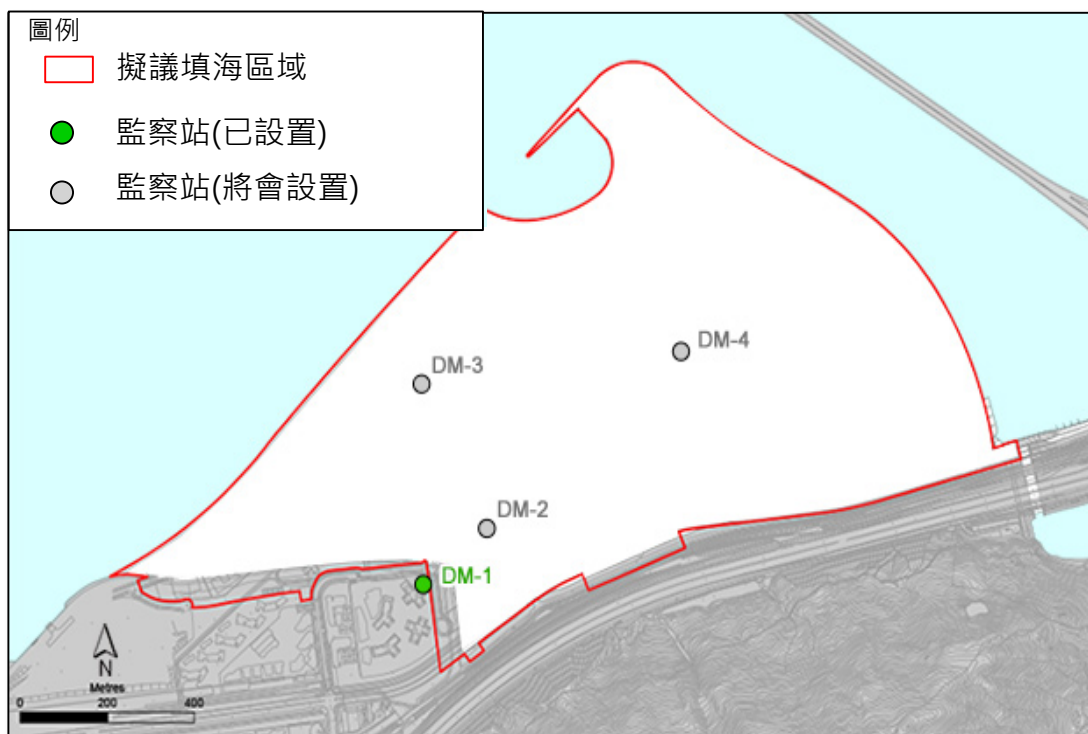 圖例
擬議填海區域
監察站(已設置)
監察站(將會設置)
DM-4
DM-3
DM-2
DM-1
N
Metres
0 200 400